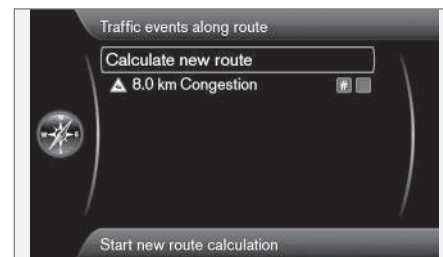 Traffic events along route
Calculate new route
8.0 km Congestion #
Start new route calculation